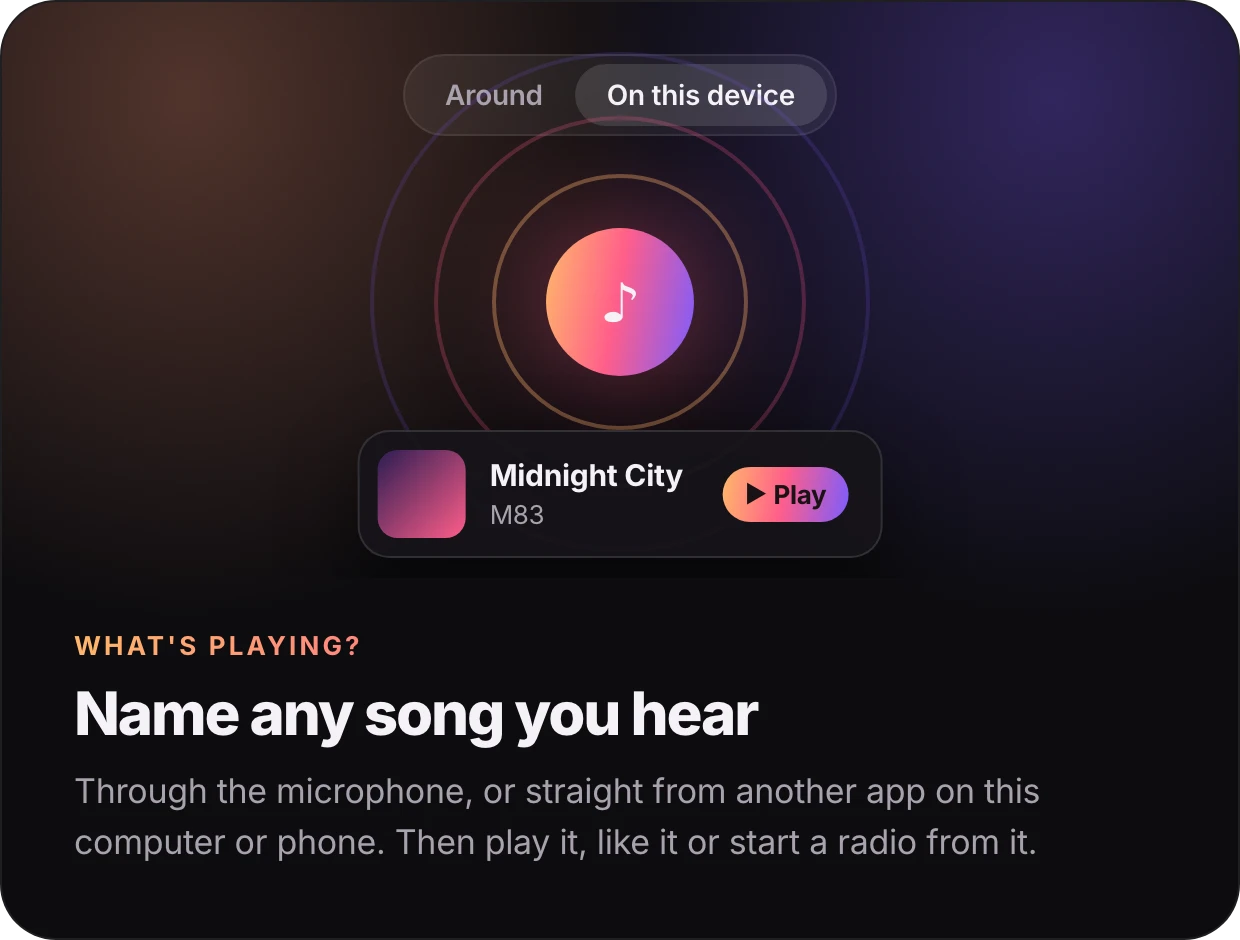 Around
On this device
Midnight City
M83
Play
WHAT'S PLAYING?
Name any song you hear
Through the microphone, or straight from another app on this
computer or phone. Then play it, like it or start a radio from it.